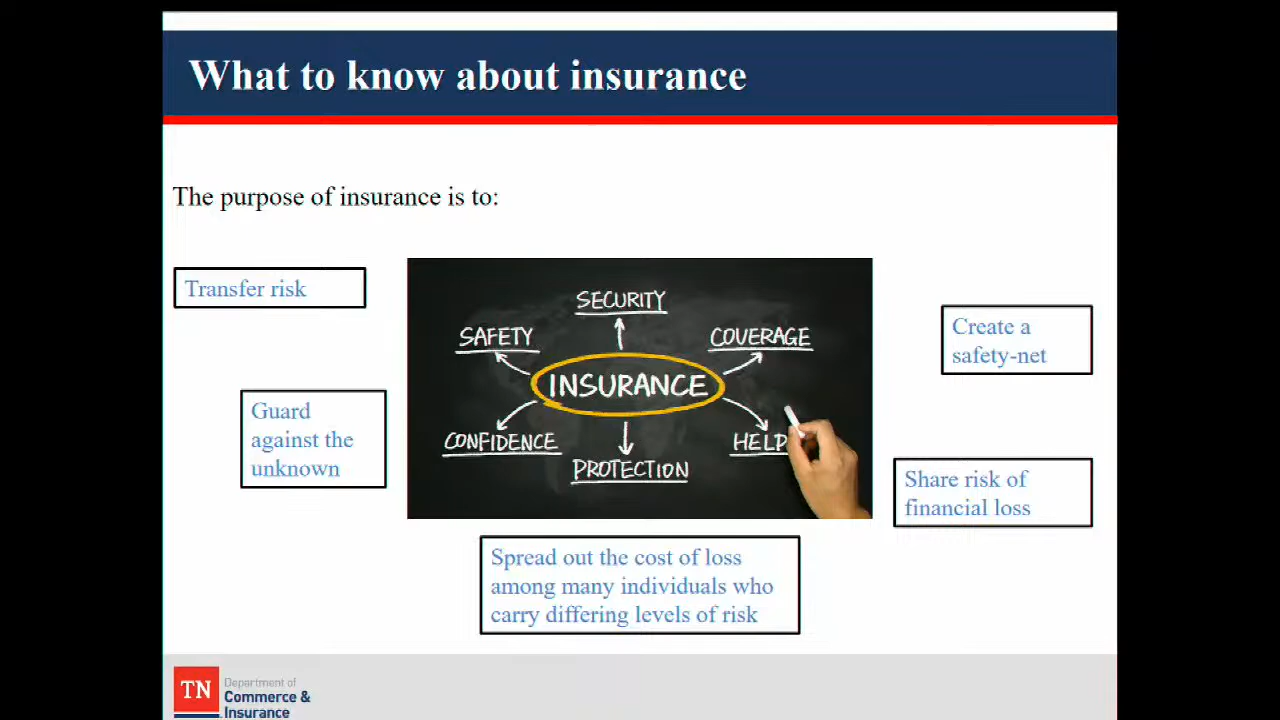 What to know about insurance
The purpose of insurance is to:
Transfer risk
Guard
against the
unknown
SECURITY
SAFETY
COVERAGE
INSURANCE
CONFIDENCE
HELP
PROTECTION
Create a
safety-net
Share risk of
financial loss
Spread out the cost of loss
among many individuals who
carry differing levels of risk
TN
Department of
Commerce &
Insurance